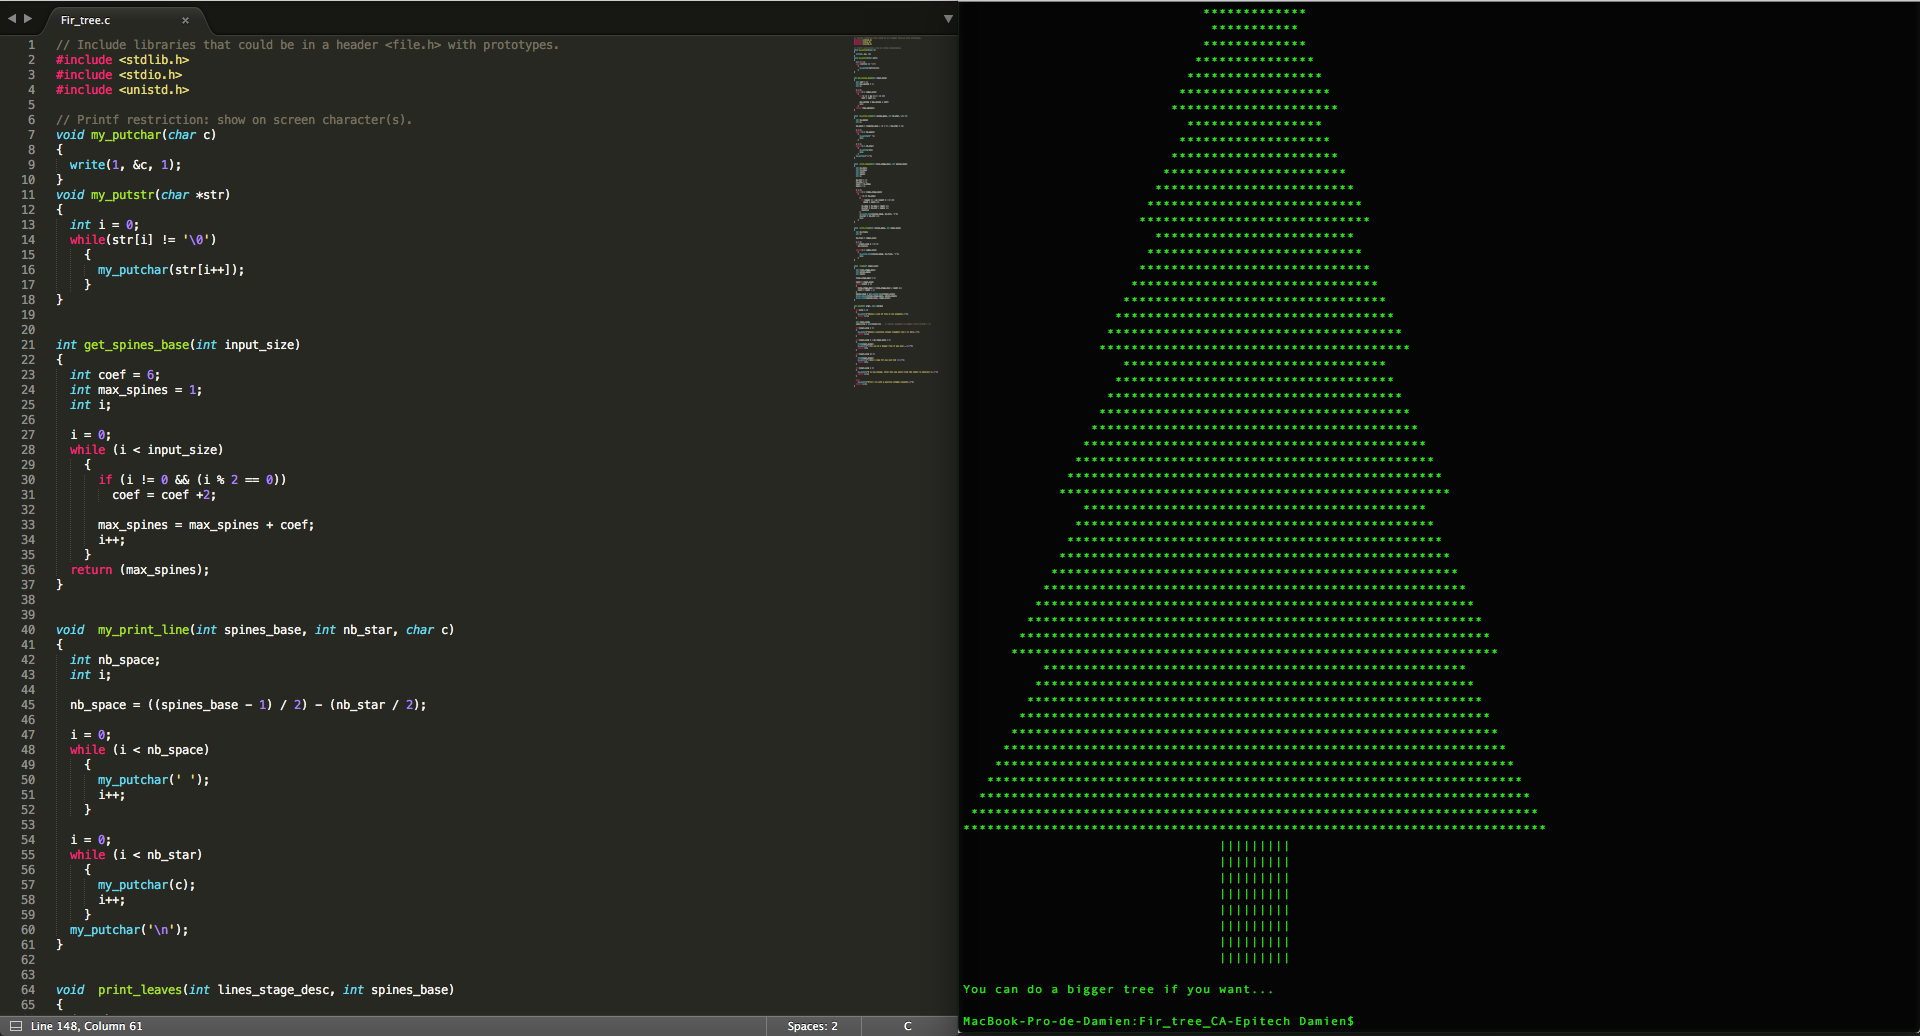 Fir_tree.c ×
1 // Include libraries that could be in a header <file.h> with prototypes.
2 #include <stdlib.h>
3 #include <stdio.h>
4 #include <unistd.h>
5
6 // Printf restriction: show on screen character(s).
7 void my_putchar(char c)
8 {
9   write(1, &c, 1);
10 }
11 void my_putstr(char *str)
12 {
13   int i = 0;
14   while(str[i] != '\0')
15     {
16       my_putchar(str[i++]);
17     }
18 }
19
20
21 int get_spines_base(int input_size)
22 {
23   int coef = 6;
24   int max_spines = 1;
25   int i;
26
27   i = 0;
28   while (i < input_size)
29     {
30       if (i != 0 && (i % 2 == 0))
31         coef = coef +2;
32
33       max_spines = max_spines + coef;
34       i++;
35     }
36   return (max_spines);
37 }
38
39
40 void  my_print_line(int spines_base, int nb_star, char c)
41 {
42   int nb_space;
43   int i;
44
45   nb_space = ((spines_base - 1) / 2) - (nb_star / 2);
46
47   i = 0;
48   while (i < nb_space)
49     {
50       my_putchar(' ');
51       i++;
52     }
53
54   i = 0;
55   while (i < nb_star)
56     {
57       my_putchar(c);
58       i++;
59     }
60   my_putchar('\n');
61 }
62
63
64 void  print_leaves(int lines_stage_desc, int spines_base)
65 {
Line 148, Column 61
Spaces: 2
C
You can do a bigger tree if you want...
MacBook-Pro-de-Damien:Fir_tree_CA-Epitech Damien$